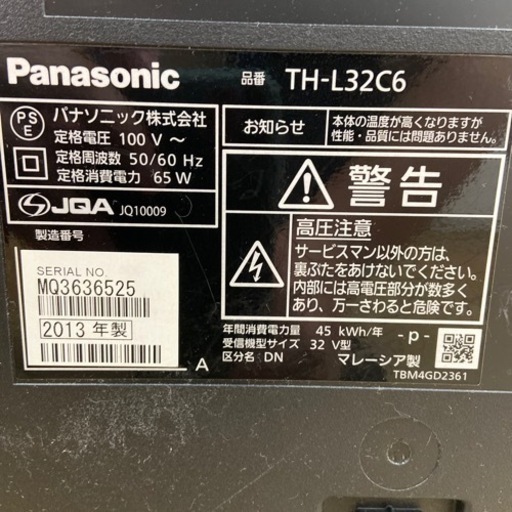 Panasonic
品番 TH-L32C6
PS
E
パナソニック株式会社
定格電圧 100 V ～
定格周波数 50/60 Hz
定格消費電力 65 W
JQA JQ10009
製造番号
SERIAL NO.
MQ3636525
2013 年製
A
お知らせ
本体の温度が高くなりますが
性能・品質には問題ありません。
警告
高圧注意
サービスマン以外の方は、
裏ぶたをあけないでください。
内部には高電圧部分が数多く
あり、万一さわると危険です。
年間消費電力量 45 kWh/年
受信機型サイズ 32 V型
区分名 DN
-p-
マレーシア製
TBM4GD2361